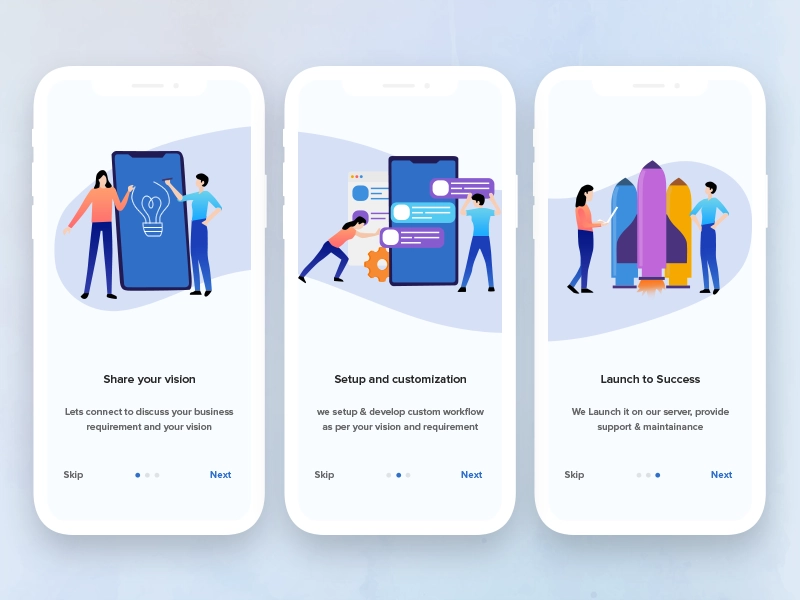 Share your vision
Lets connect to discuss your business
requirement and your vision
Skip
Next
Setup and customization
we setup & develop custom workflow
as per your vision and requirement
Skip
Next
Launch to Success
We Launch it on our server, provide
support & maintainance
Skip
Next